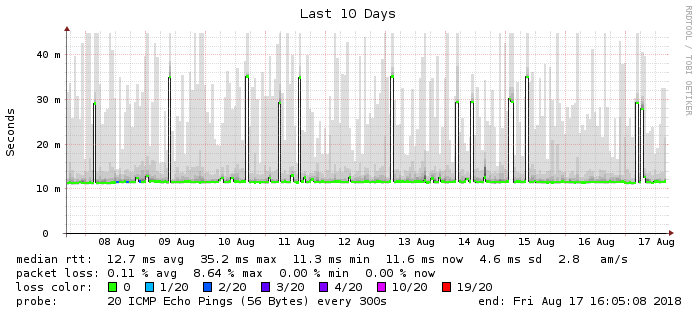 Last 10 Days
RRDTOOL / TOBI OETIKER
Seconds
40 m
30 m
20 m
10 m
0
08 Aug 09 Aug 10 Aug 11 Aug 12 Aug 13 Aug 14 Aug 15 Aug 16 Aug 17 Aug
median rtt: 12.7 ms avg 35.2 ms max 11.3 ms min 11.6 ms now 4.6 ms sd 2.8 am/s
packet loss: 0.11 % avg 8.64 % max 0.00 % min 0.00 % now
loss color: 0 1/20 2/20 3/20 4/20 10/20 19/20
probe: 20 ICMP Echo Pings (56 Bytes) every 300s end: Fri Aug 17 16:05:08 2018